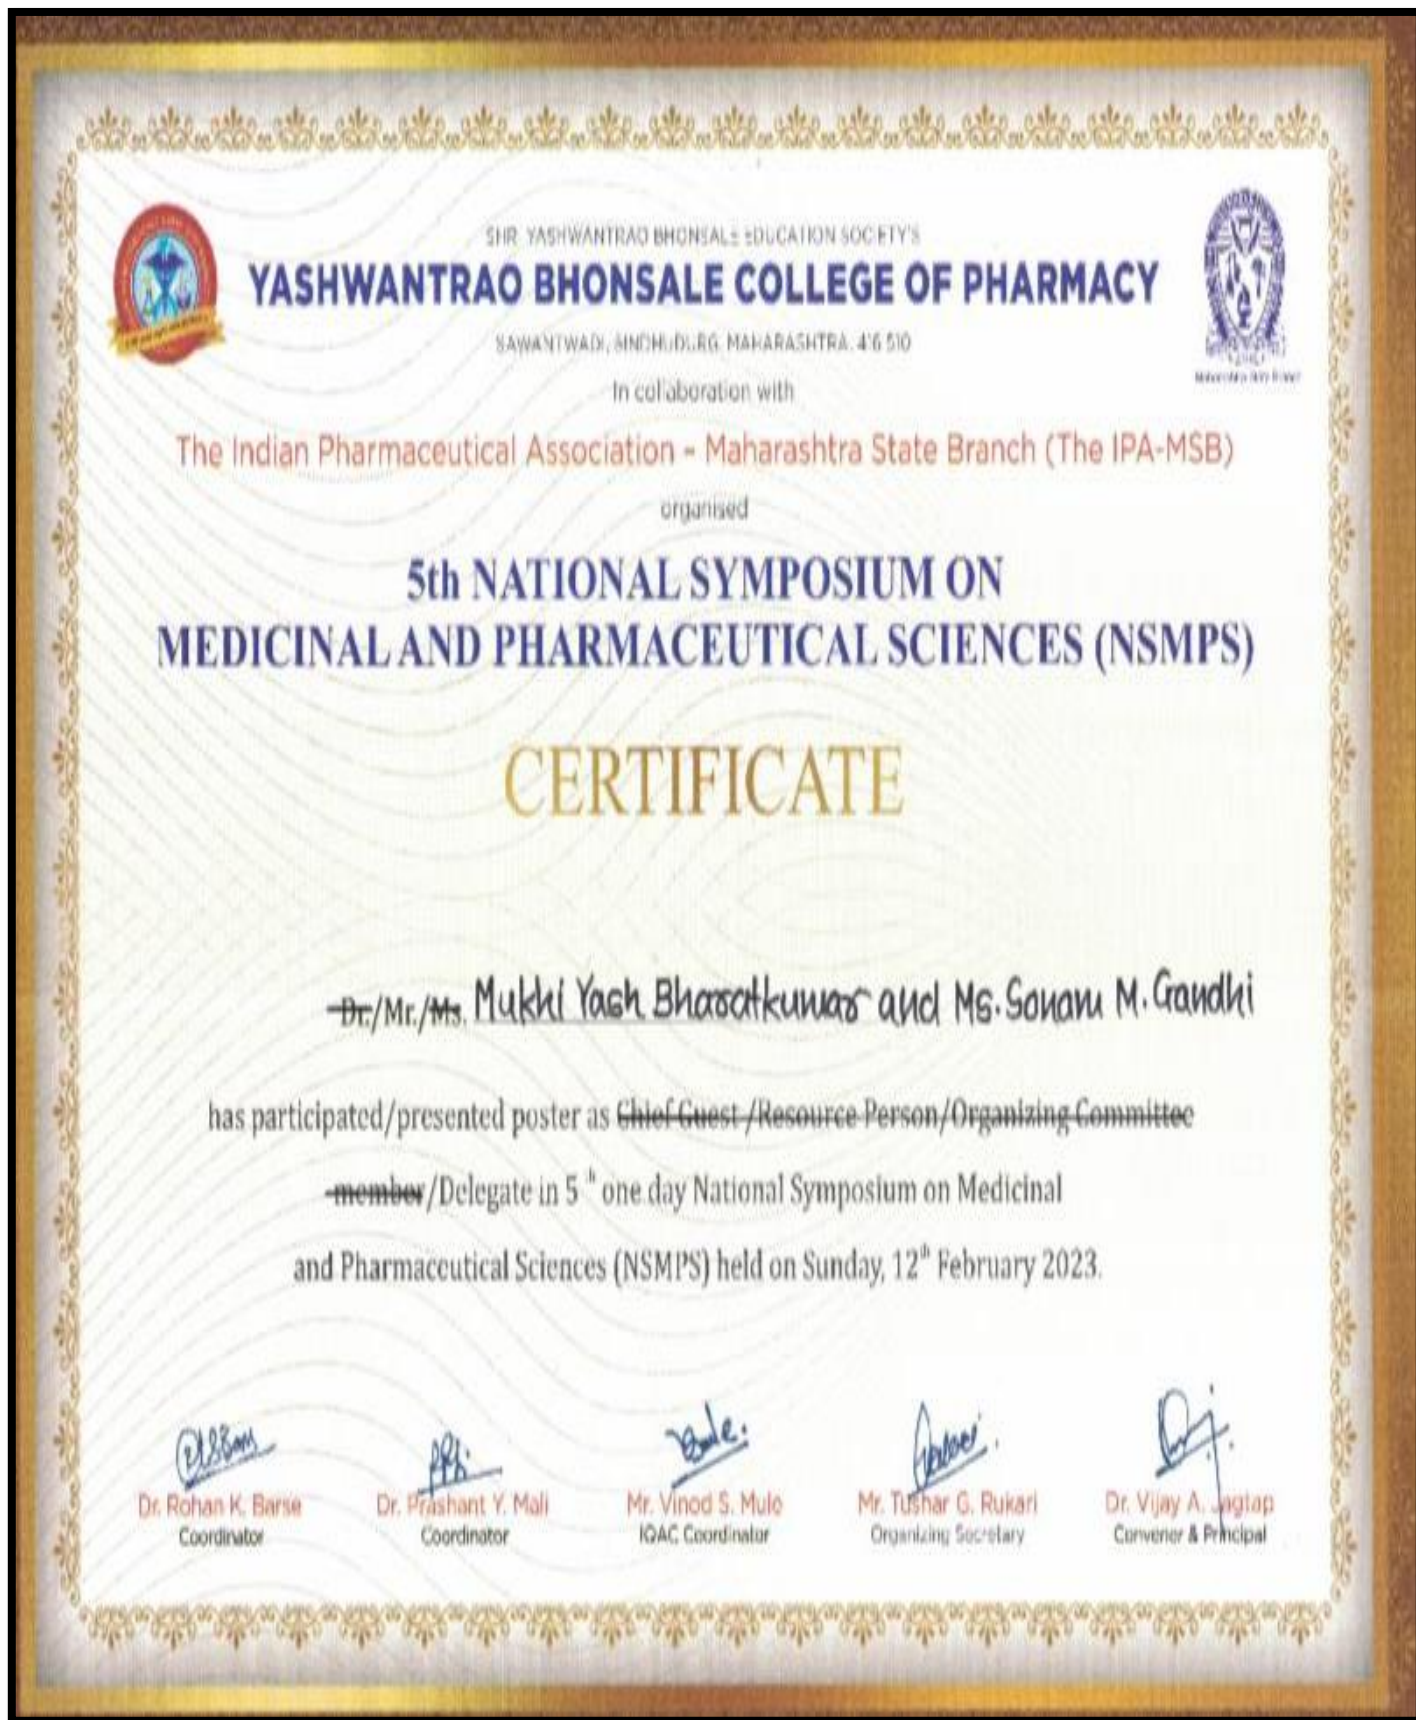 SHRI YASHWANTRAO BHONSALE EDUCATION SOCIETY'S
YASHWANTRAO BHONSALE COLLEGE OF PHARMACY
SAWANTWADI, SINDHUDURG, MAHARASHTRA. 416 510
Maharashtra State Branch
In collaboration with
The Indian Pharmaceutical Association - Maharashtra State Branch (The IPA-MSB)
organised
5th NATIONAL SYMPOSIUM ON
MEDICINAL AND PHARMACEUTICAL SCIENCES (NSMPS)
CERTIFICATE
Dr./Mr./Ms. Mukhi Yash Bharatkumar and Ms. Sonam M. Gandhi
has participated/presented poster as Chief Guest /Resource Person/Organizing Committee
member/Delegate in 5th one day National Symposium on Medicinal
and Pharmaceutical Sciences (NSMPS) held on Sunday, 12th February 2023.
Dr. Rohan K. Barse Dr. Prashant Y. Mali Mr. Vinod S. Mule Mr. Tushar G. Rukari Dr. Vijay A. Jagtap
Coordinator Coordinator IQAC Coordinator Organizing Secretary Convener & Principal